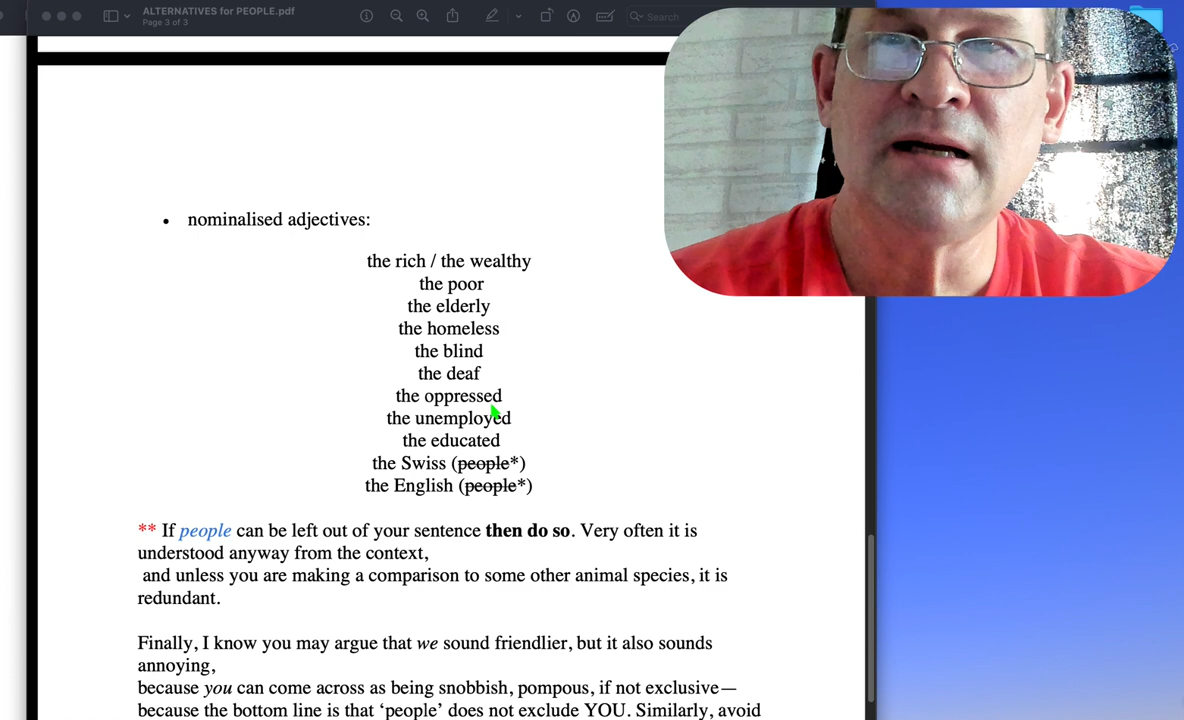 ALTERNATIVES for PEOPLE.pdf
Page 3 of 3
Search
• nominalised adjectives:
the rich / the wealthy
the poor
the elderly
the homeless
the blind
the deaf
the oppressed
the unemployed
the educated
the Swiss (people*)
the English (people*)
** If people can be left out of your sentence then do so. Very often it is
understood anyway from the context,
and unless you are making a comparison to some other animal species, it is
redundant.
Finally, I know you may argue that we sound friendlier, but it also sounds
annoying,
because you can come across as being snobbish, pompous, if not exclusive—
because the bottom line is that ‘people’ does not exclude YOU. Similarly, avoid